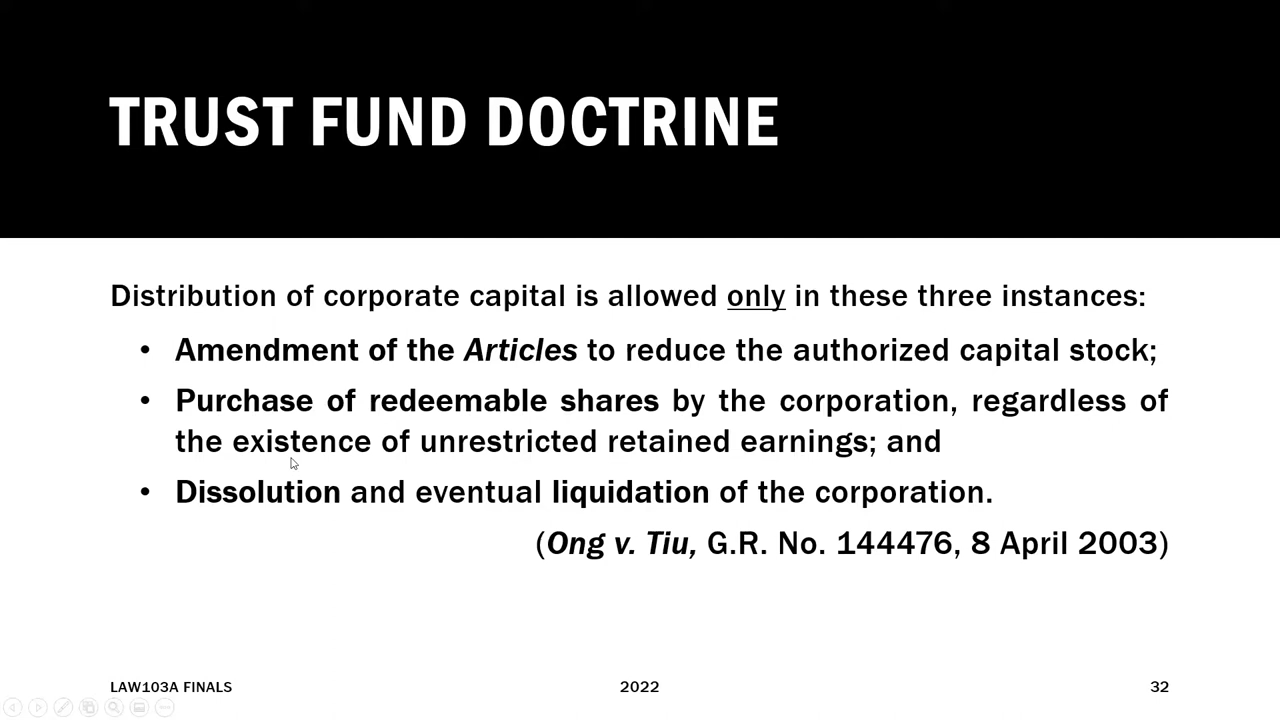 TRUST FUND DOCTRINE
Distribution of corporate capital is allowed only in these three instances:
• Amendment of the Articles to reduce the authorized capital stock;
• Purchase of redeemable shares by the corporation, regardless of
the existence of unrestricted retained earnings; and
• Dissolution and eventual liquidation of the corporation.
(Ong v. Tiu, G.R. No. 144476, 8 April 2003)
LAW103A FINALS 2022 32